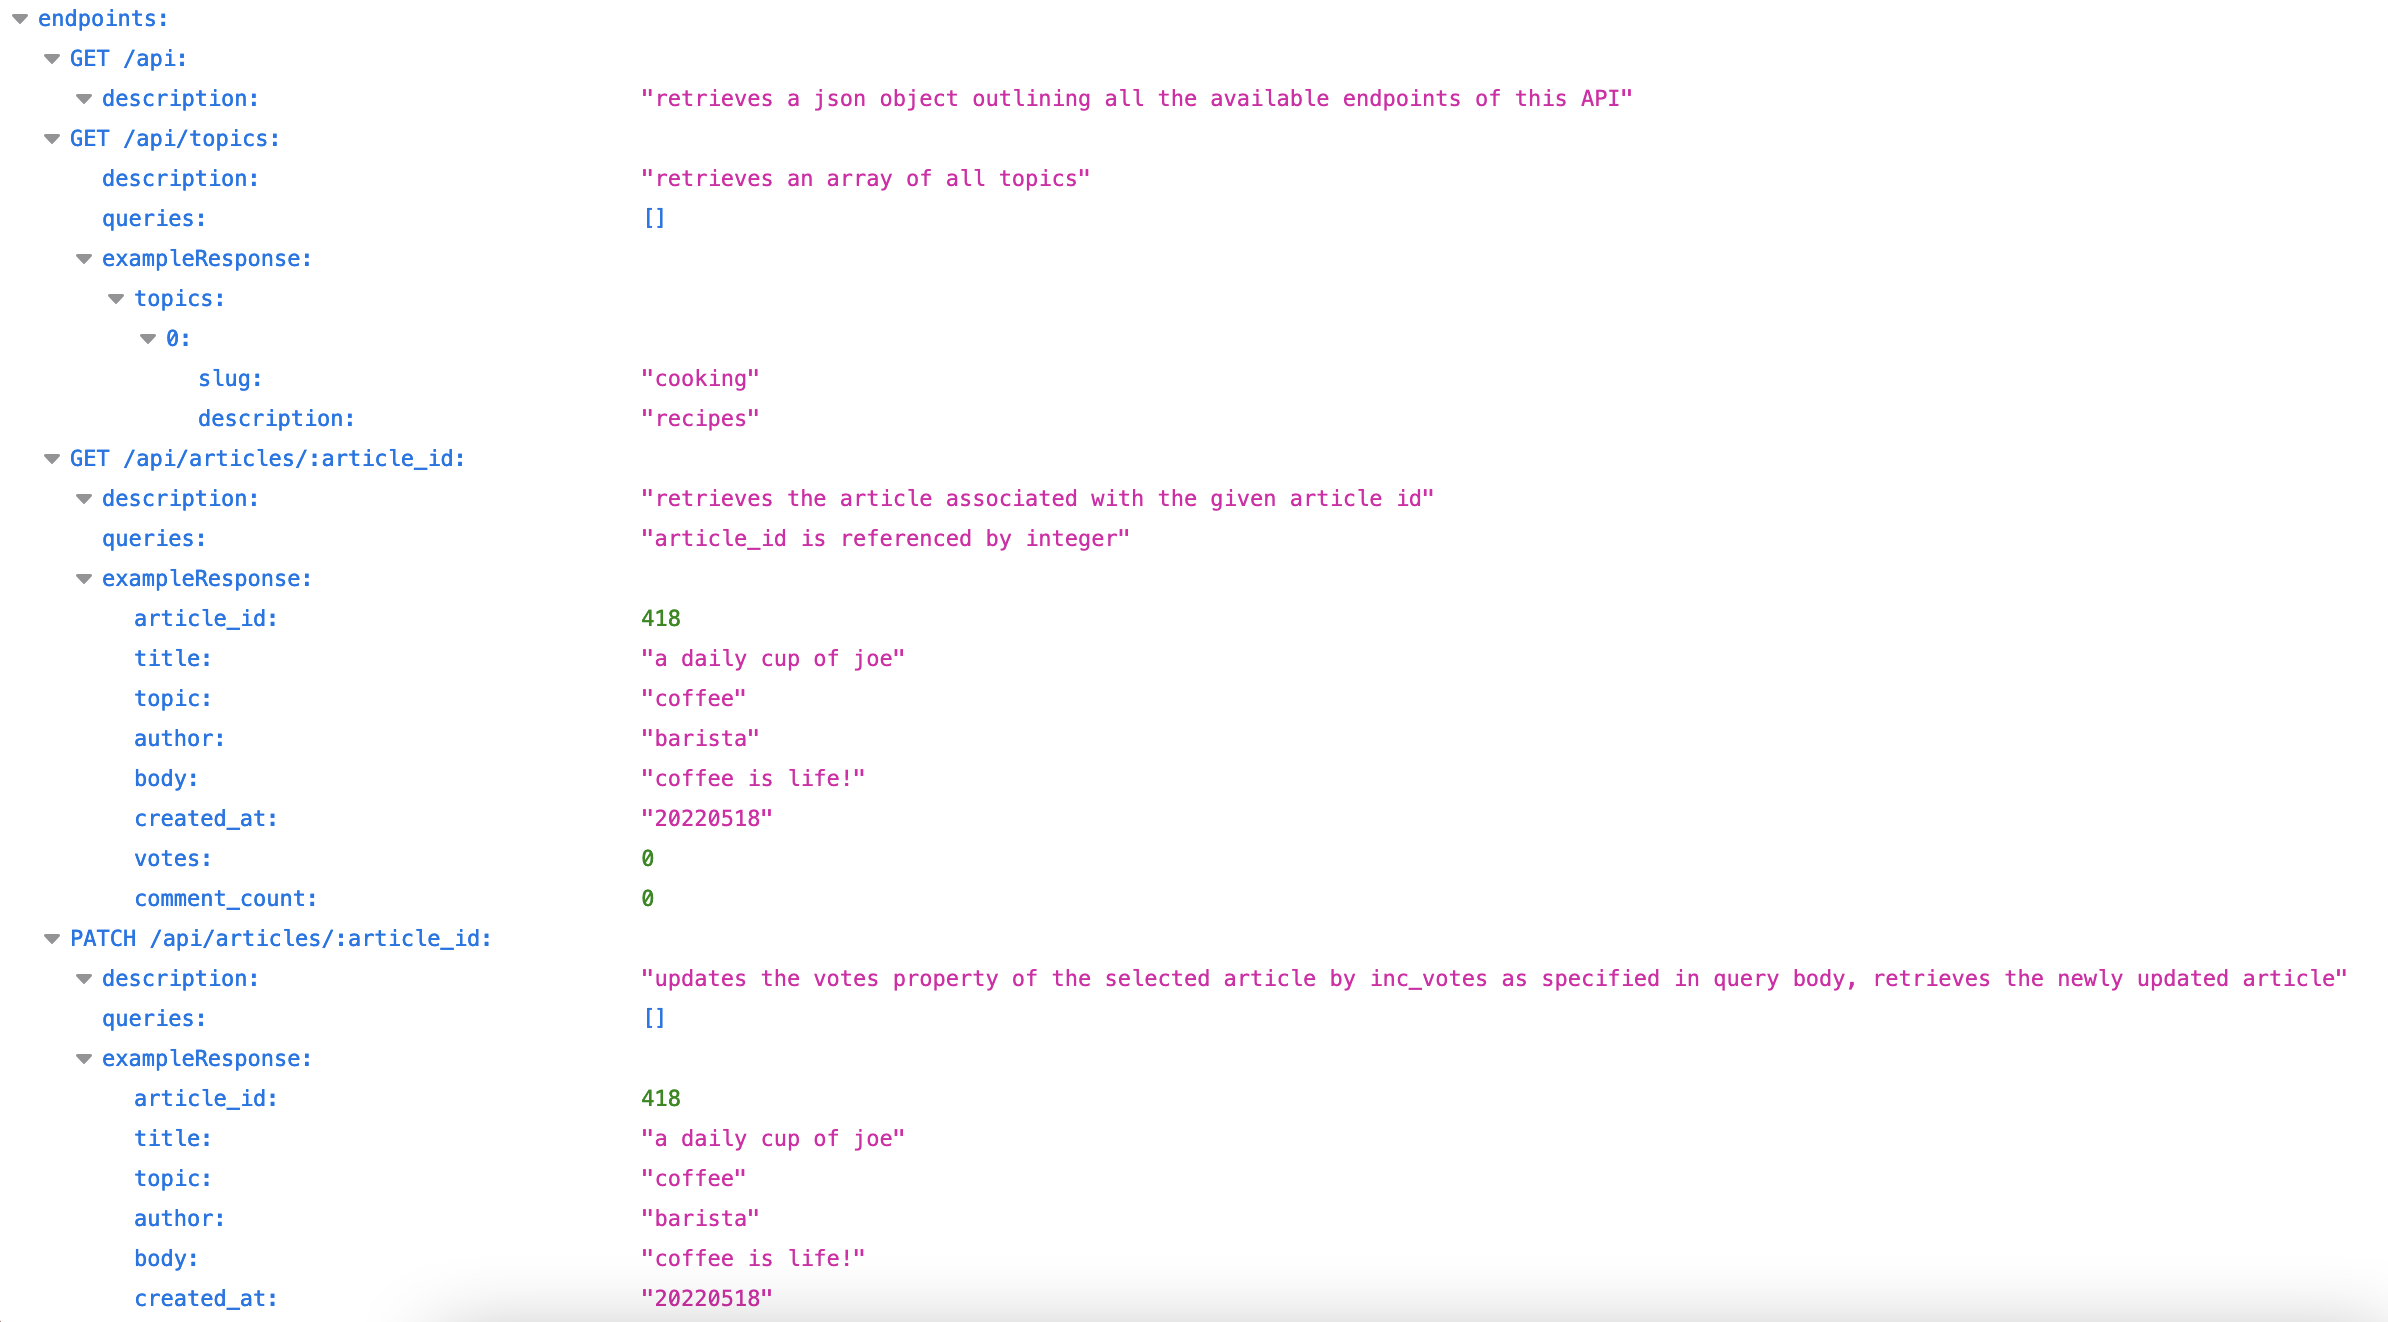 endpoints:
GET /api:
description: "retrieves a json object outlining all the available endpoints of this API"
GET /api/topics:
description: "retrieves an array of all topics"
queries: []
exampleResponse:
topics:
0:
slug: "cooking"
description: "recipes"
GET /api/articles/:article_id:
description: "retrieves the article associated with the given article id"
queries: "article_id is referenced by integer"
exampleResponse:
article_id: 418
title: "a daily cup of joe"
topic: "coffee"
author: "barista"
body: "coffee is life!"
created_at: "20220518"
votes: 0
comment_count: 0
PATCH /api/articles/:article_id:
description: "updates the votes property of the selected article by inc_votes as specified in query body, retrieves the newly updated article"
queries: []
exampleResponse:
article_id: 418
title: "a daily cup of joe"
topic: "coffee"
author: "barista"
body: "coffee is life!"
created_at: "20220518"